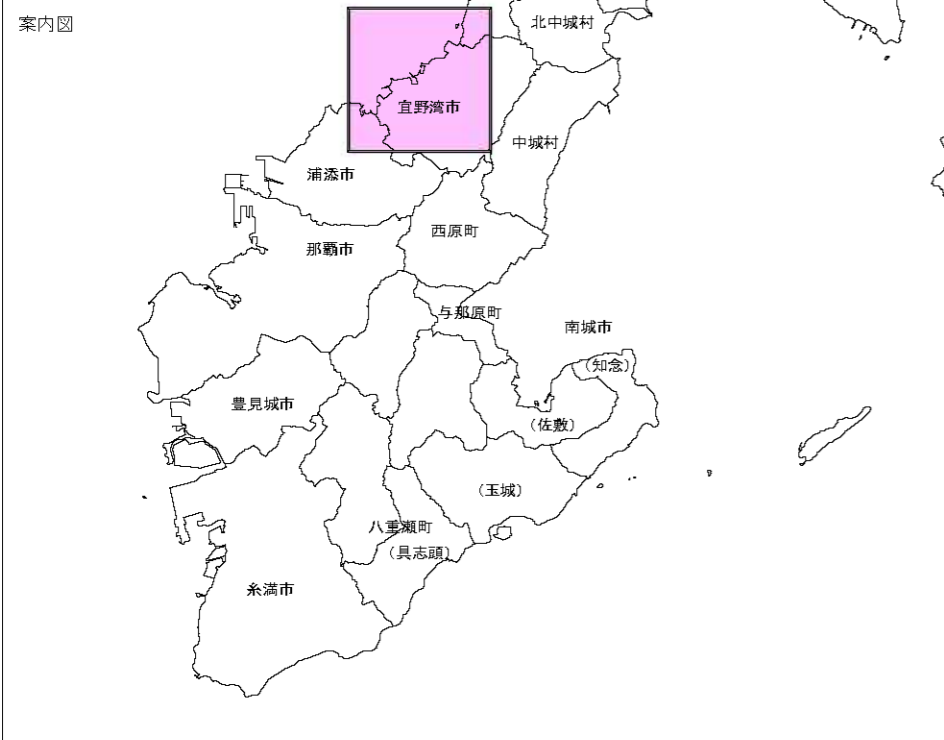 案内図
北中城村
宜野湾市
中城村
浦添市
西原町
那覇市
与那原町
南城市
(知念)
豊見城市
(佐敷)
(玉城)
八重瀬町
(具志頭)
糸満市